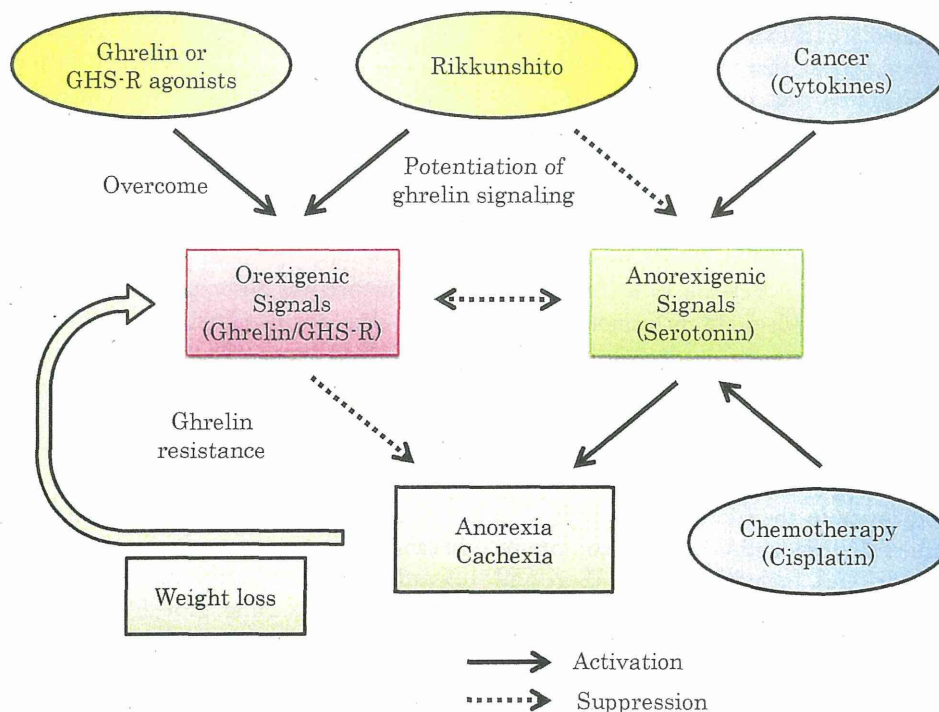 Ghrelin or
GHS-R agonists
Rikkunshito
Cancer
(Cytokines)
Overcome
Potentiation of
ghrelin signaling
Orexigenic
Signals
(Ghrelin/GHS-R)
Anorexigenic
Signals
(Serotonin)
Ghrelin
resistance
Anorexia
Cachexia
Chemotherapy
(Cisplatin)
Weight loss
Activation
Suppression